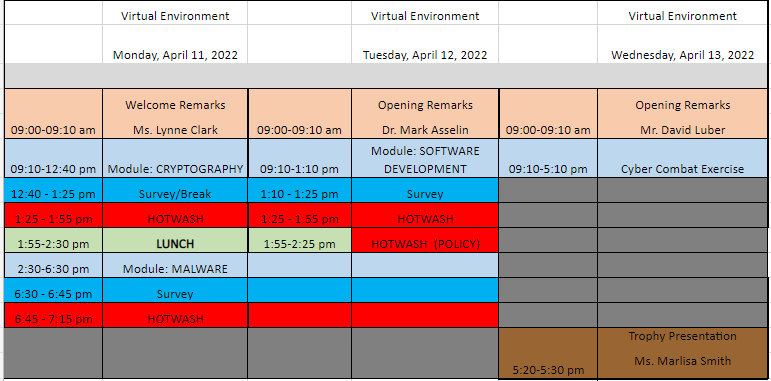 Virtual Environment Virtual Environment Virtual Environment
Monday, April 11, 2022 Tuesday, April 12, 2022 Wednesday, April 13, 2022
Welcome Remarks Opening Remarks Opening Remarks
09:00-09:10 am Ms. Lynne Clark 09:00-09:10 am Dr. Mark Asselin 09:00-09:10 am Mr. David Luber
Module: SOFTWARE
09:10-12:40 pm Module: CRYPTOGRAPHY 09:10-1:10 pm DEVELOPMENT 09:10-5:10 pm Cyber Combat Exercise
12:40 - 1:25 pm Survey/Break 1:10 - 1:25 pm Survey
1:25 - 1:55 pm HOTWASH 1:25 - 1:55 pm HOTWASH
1:55-2:30 pm LUNCH 1:55-2:25 pm HOTWASH (POLICY)
2:30-6:30 pm Module: MALWARE
6:30 - 6:45 pm Survey
6:45 - 7:15 pm HOTWASH
Trophy Presentation
5:20-5:30 pm Ms. Marlisa Smith